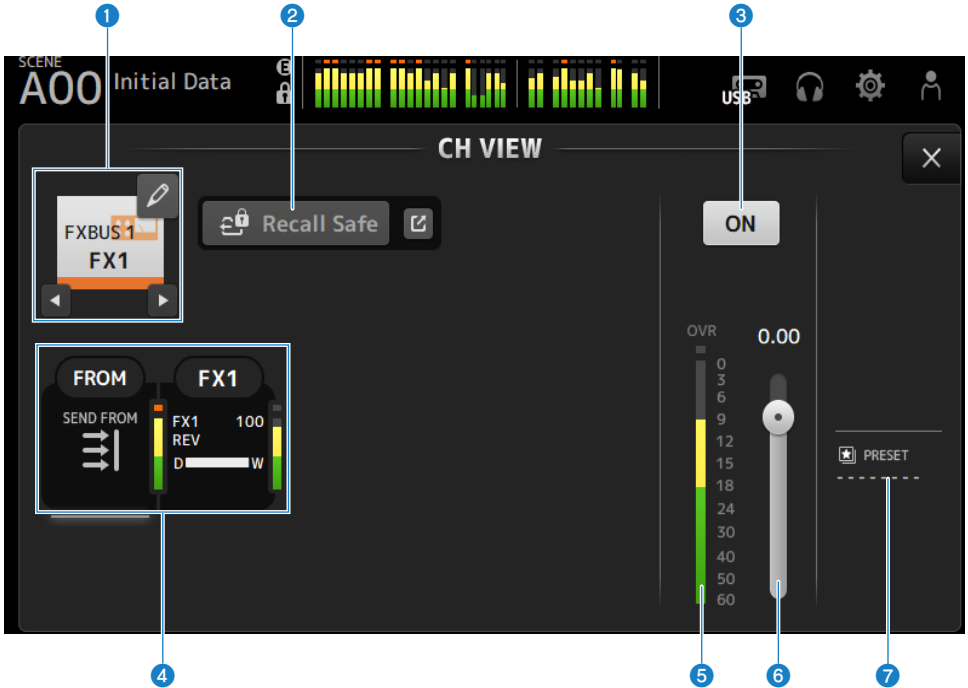 1 2 3
SCENE
A00 Initial Data E
USB
CH VIEW
FXBUS 1
FX1
Recall Safe
ON
OVR 0.00
0
3
6
9
12
15
18
24
30
40
50
60
FROM FX1
SEND FROM
FX1 100
REV
D W
PRESET
4 5 6 7